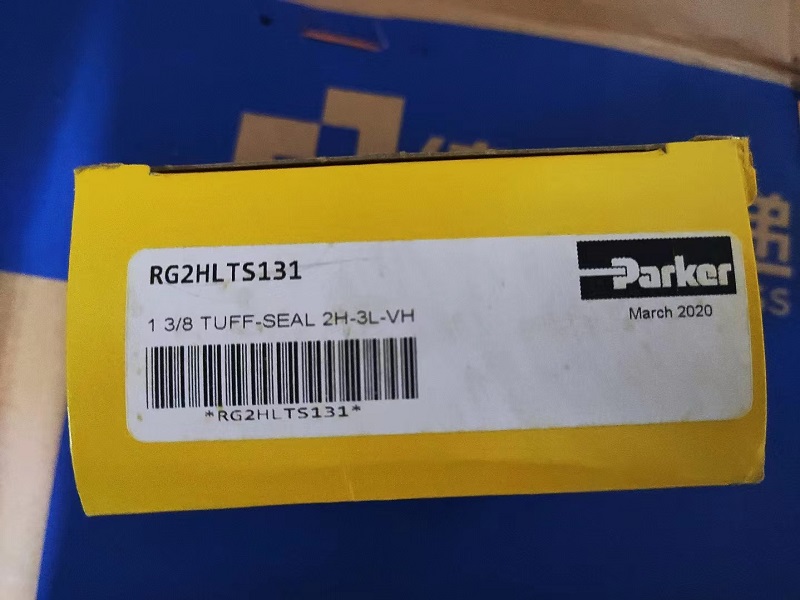 RG2HLTS131
Parker
1 3/8 TUFF-SEAL 2H-3L-VH
March 2020
*RG2HLTS131*